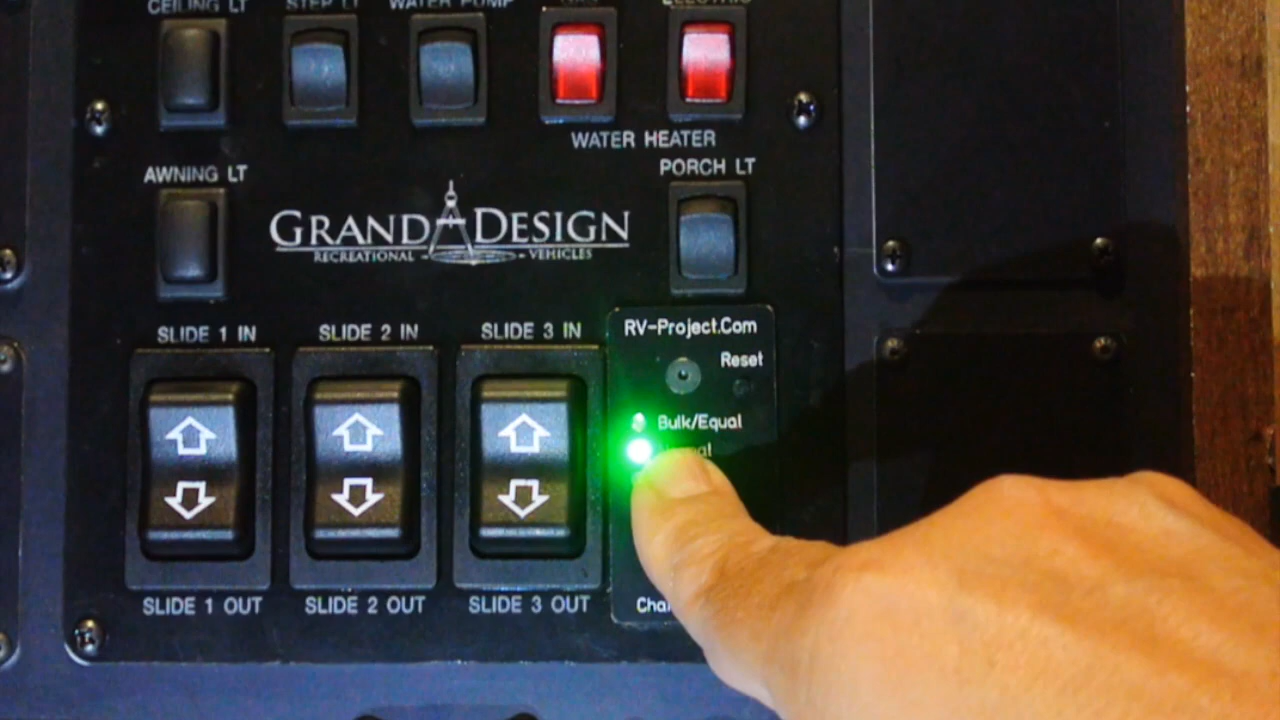 CEILING LT
STEP LT
WATER PUMP
GAS
ELECTRIC
WATER HEATER
AWNING LT
PORCH LT
GRAND DESIGN
RECREATIONAL VEHICLES
SLIDE 1 IN
SLIDE 2 IN
SLIDE 3 IN
RV-Project.Com
Reset
Bulk/Equal
SLIDE 1 OUT
SLIDE 2 OUT
SLIDE 3 OUT